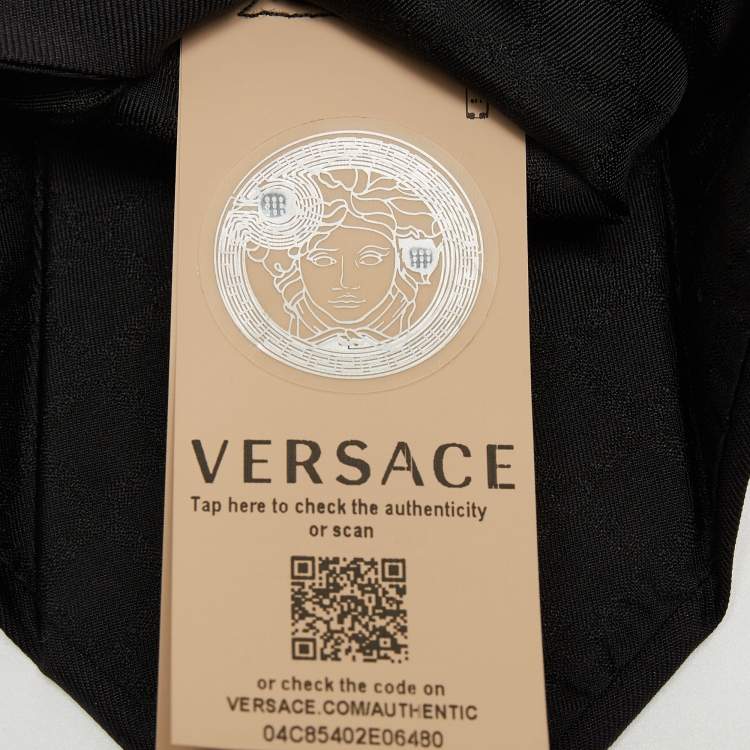 VERSACE
Tap here to check the authenticity
or scan
or check the code on
VERSACE.COM/AUTHENTIC
04C85402E06480